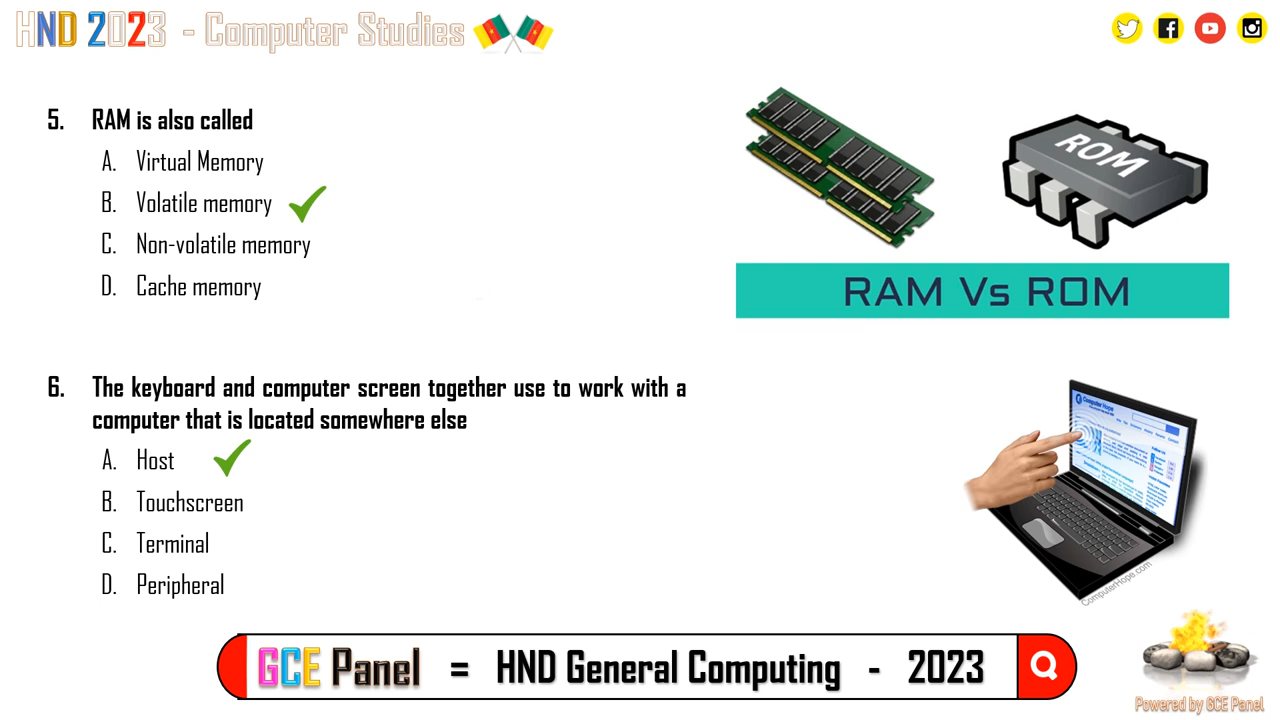 HND 2023 - Computer Studies
5. RAM is also called
A. Virtual Memory
B. Volatile memory
C. Non-volatile memory
D. Cache memory
ROM
RAM Vs ROM
6. The keyboard and computer screen together use to work with a
computer that is located somewhere else
A. Host
B. Touchscreen
C. Terminal
D. Peripheral
Computer Hope
ComputerHope.com
GCE Panel = HND General Computing - 2023
Powered by GCE Panel